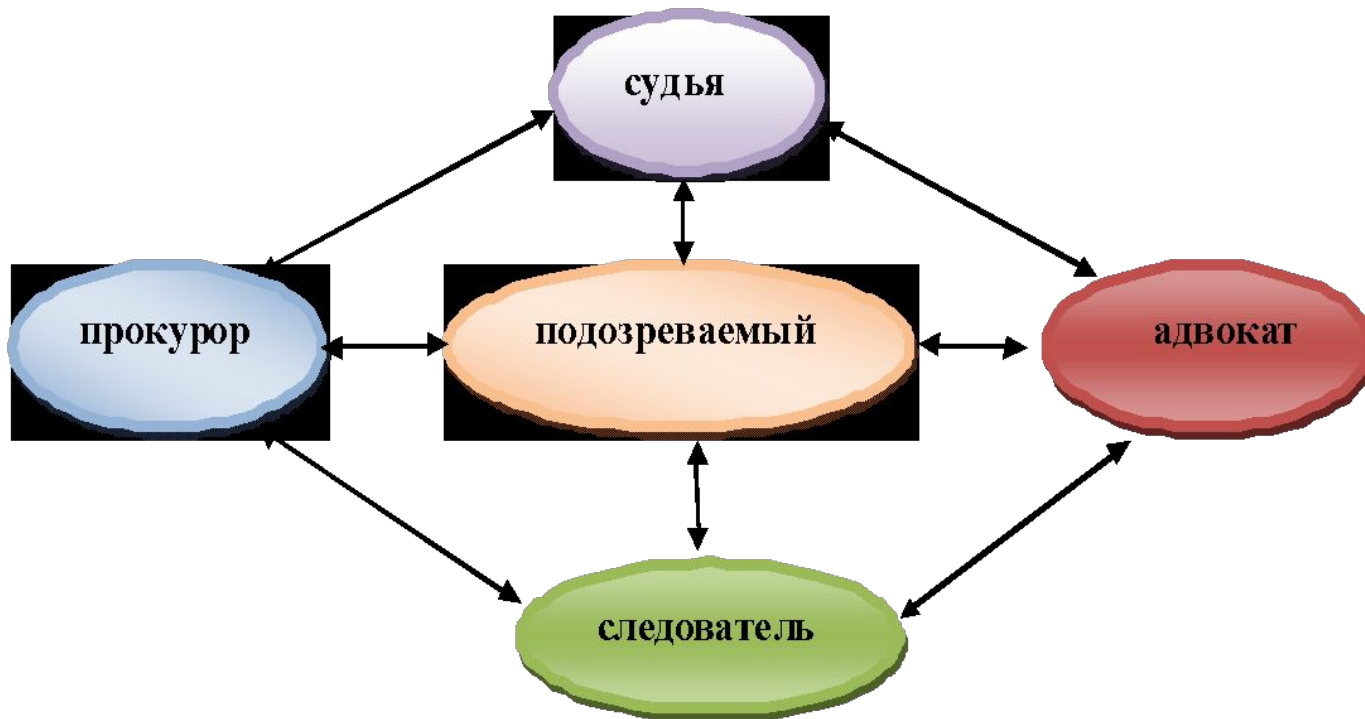 судья
прокурор
подозреваемый
адвокат
следователь